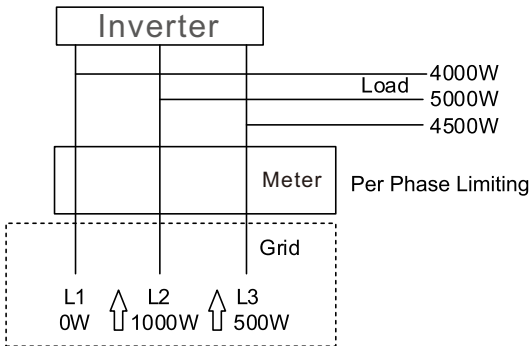 Inverter
4000W
Load
5000W
4500W
Meter
Per Phase Limiting
Grid
L1 L2 L3
0W 1000W 500W